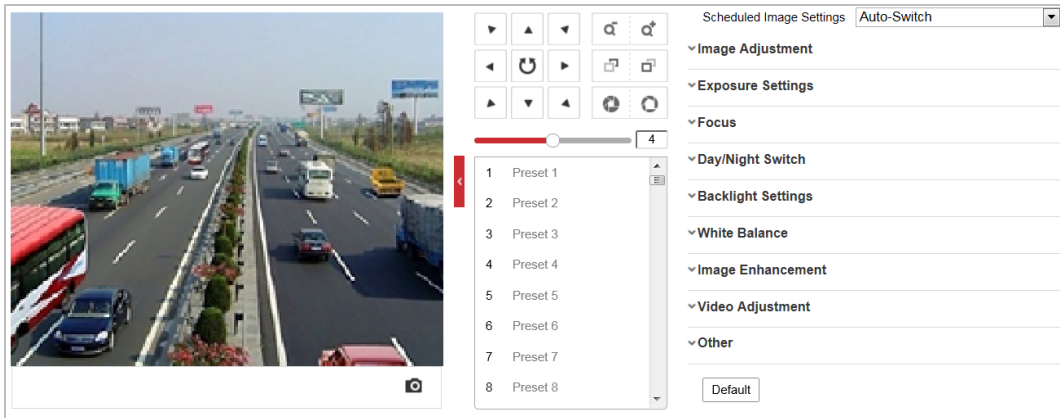 Scheduled Image Settings Auto-Switch
Image Adjustment
Exposure Settings
Focus
Day/Night Switch
Backlight Settings
White Balance
Image Enhancement
Video Adjustment
Other
Default
4
1 Preset 1
2 Preset 2
3 Preset 3
4 Preset 4
5 Preset 5
6 Preset 6
7 Preset 7
8 Preset 8